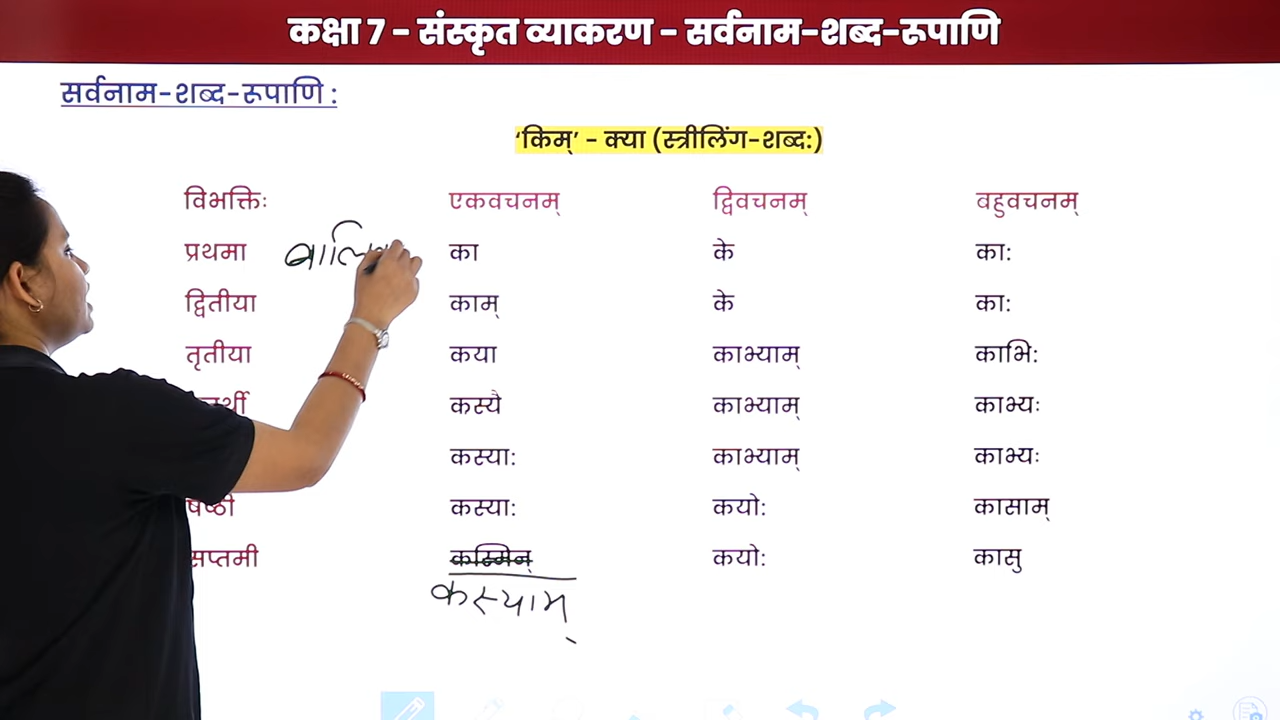 कक्षा 7 - संस्कृत व्याकरण - सर्वनाम-शब्द-रूपाणि
सर्वनाम-शब्द-रूपाणि :
‘किम्’ - क्या (स्त्रीलिंग-शब्द:)
विभक्तिः एकवचनम् द्विवचनम् बहुवचनम्
प्रथमा का के का:
द्वितीया काम् के का:
तृतीया कया काभ्याम् काभि:
कस्यै काभ्याम् काभ्यः
कस्या: काभ्याम् काभ्यः
षष्ठी कस्या: कयो: कासाम्
सप्तमी कस्मिन् कयो: कासु
कस्याम्